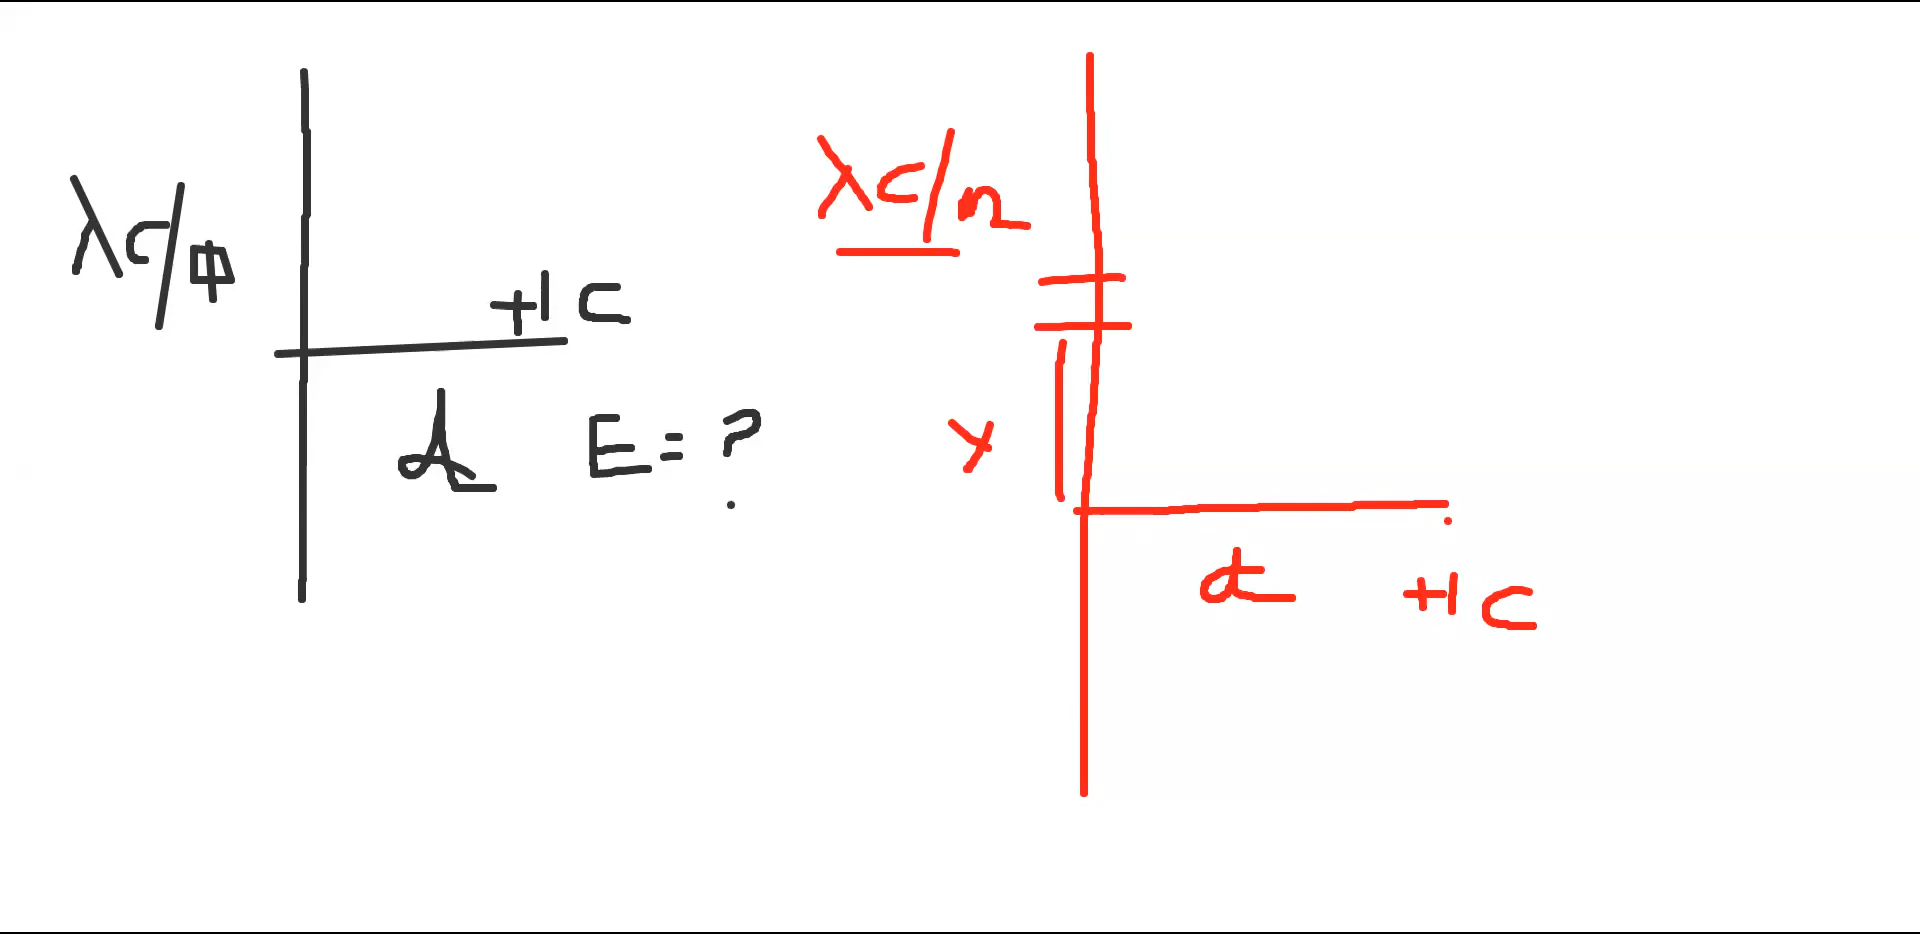 λC/m
+1C
d
E = ?
λC/m
y
d
+1C